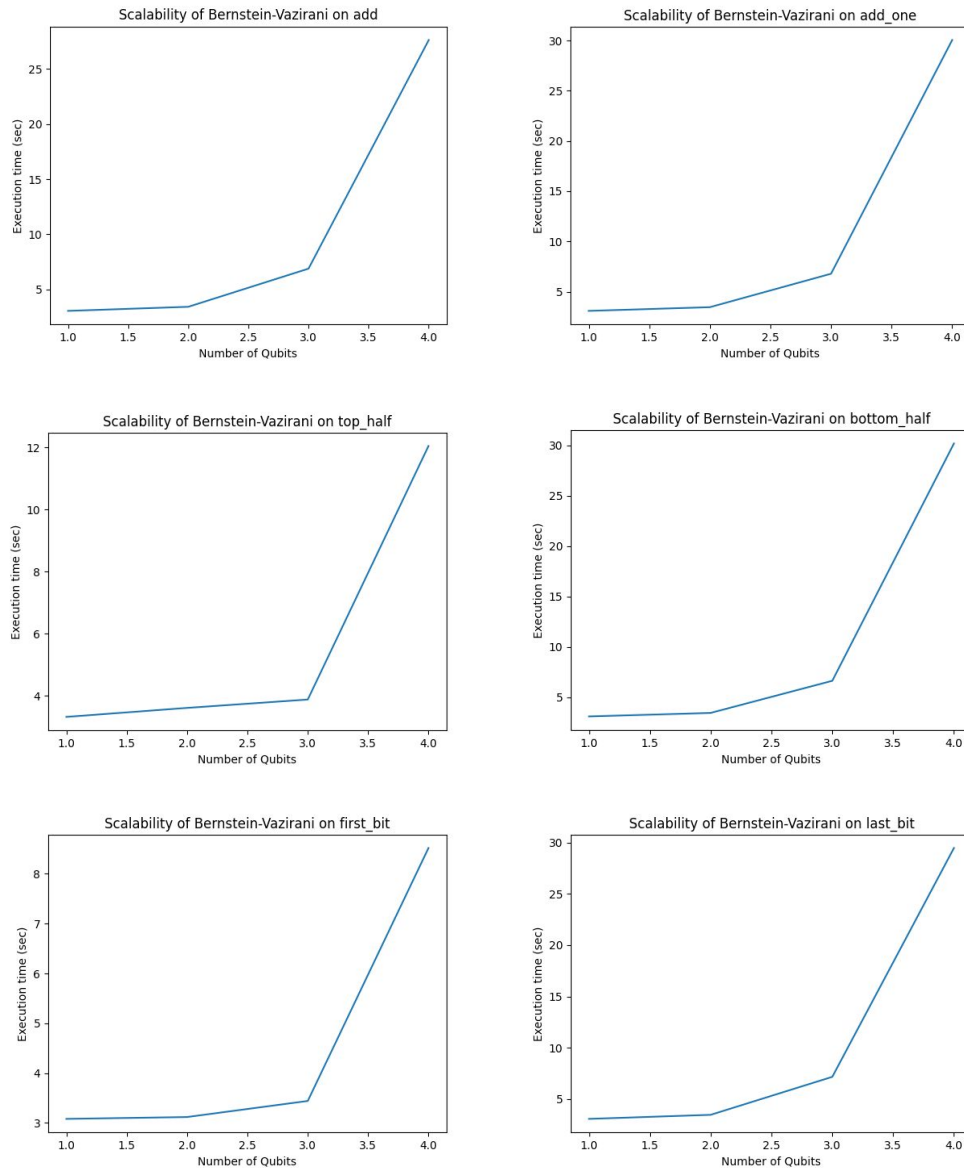 Scalability of Bernstein-Vazirani on add
25
20
15
10
5
Execution time (sec)
1.0 1.5 2.0 2.5 3.0 3.5 4.0
Number of Qubits
Scalability of Bernstein-Vazirani on add_one
30
25
20
15
10
5
Execution time (sec)
1.0 1.5 2.0 2.5 3.0 3.5 4.0
Number of Qubits
Scalability of Bernstein-Vazirani on top_half
12
10
8
6
4
Execution time (sec)
1.0 1.5 2.0 2.5 3.0 3.5 4.0
Number of Qubits
Scalability of Bernstein-Vazirani on bottom_half
30
25
20
15
10
5
Execution time (sec)
1.0 1.5 2.0 2.5 3.0 3.5 4.0
Number of Qubits
Scalability of Bernstein-Vazirani on first_bit
8
7
6
5
4
3
Execution time (sec)
1.0 1.5 2.0 2.5 3.0 3.5 4.0
Number of Qubits
Scalability of Bernstein-Vazirani on last_bit
30
25
20
15
10
5
Execution time (sec)
1.0 1.5 2.0 2.5 3.0 3.5 4.0
Number of Qubits